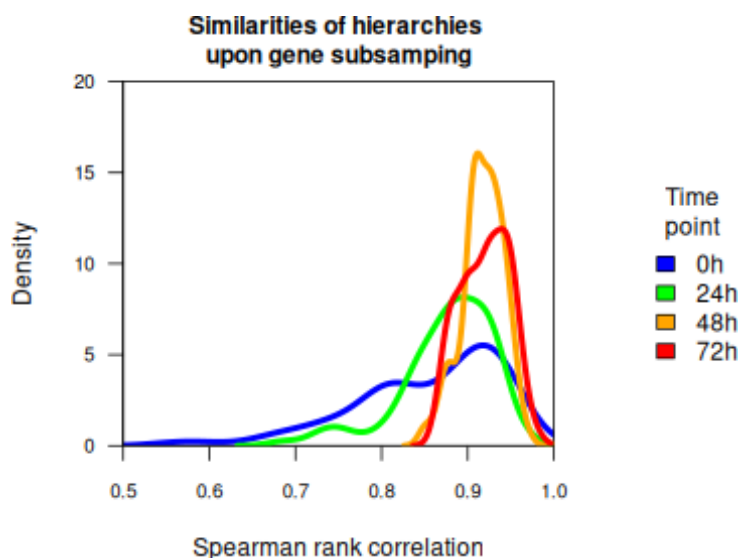 Similarities of hierarchies
upon gene subsamping
20
15
10
5
0
Density
0.5 0.6 0.7 0.8 0.9 1.0
Spearman rank correlation
Time
point
0h
24h
48h
72h